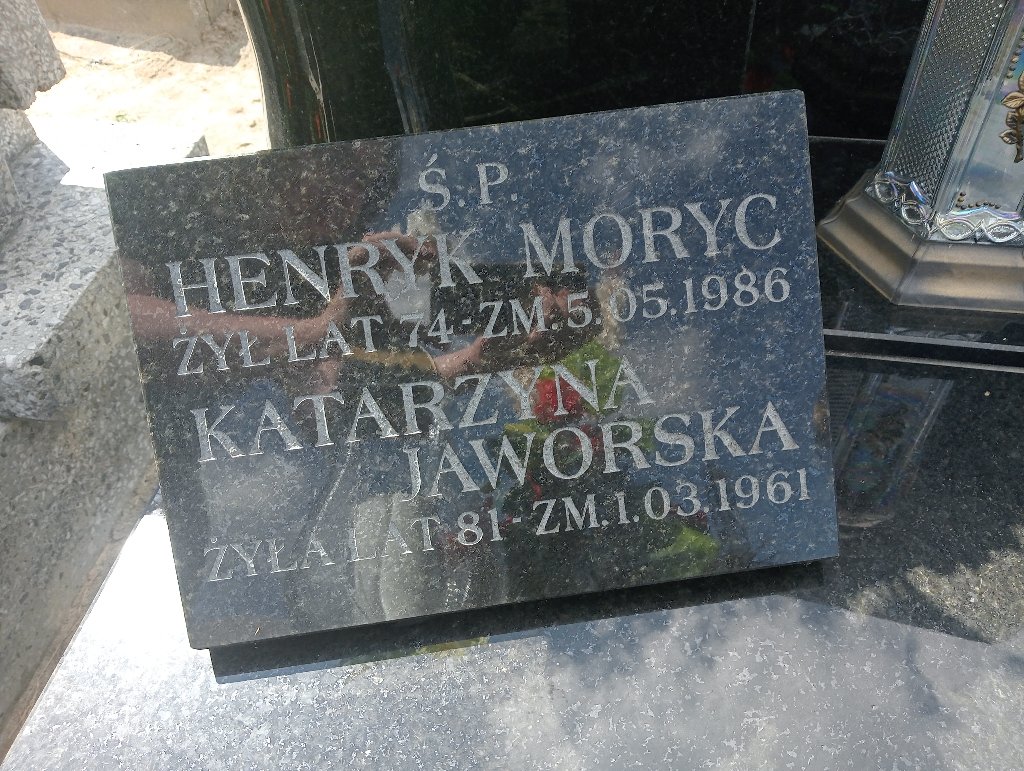 Ś.P.
HENRYK MORYC
ŻYŁ LAT 74-ZM.5.05.1986
KATARZYNA
JAWORSKA
ŻYŁA LAT 81-ZM.1.03.1961